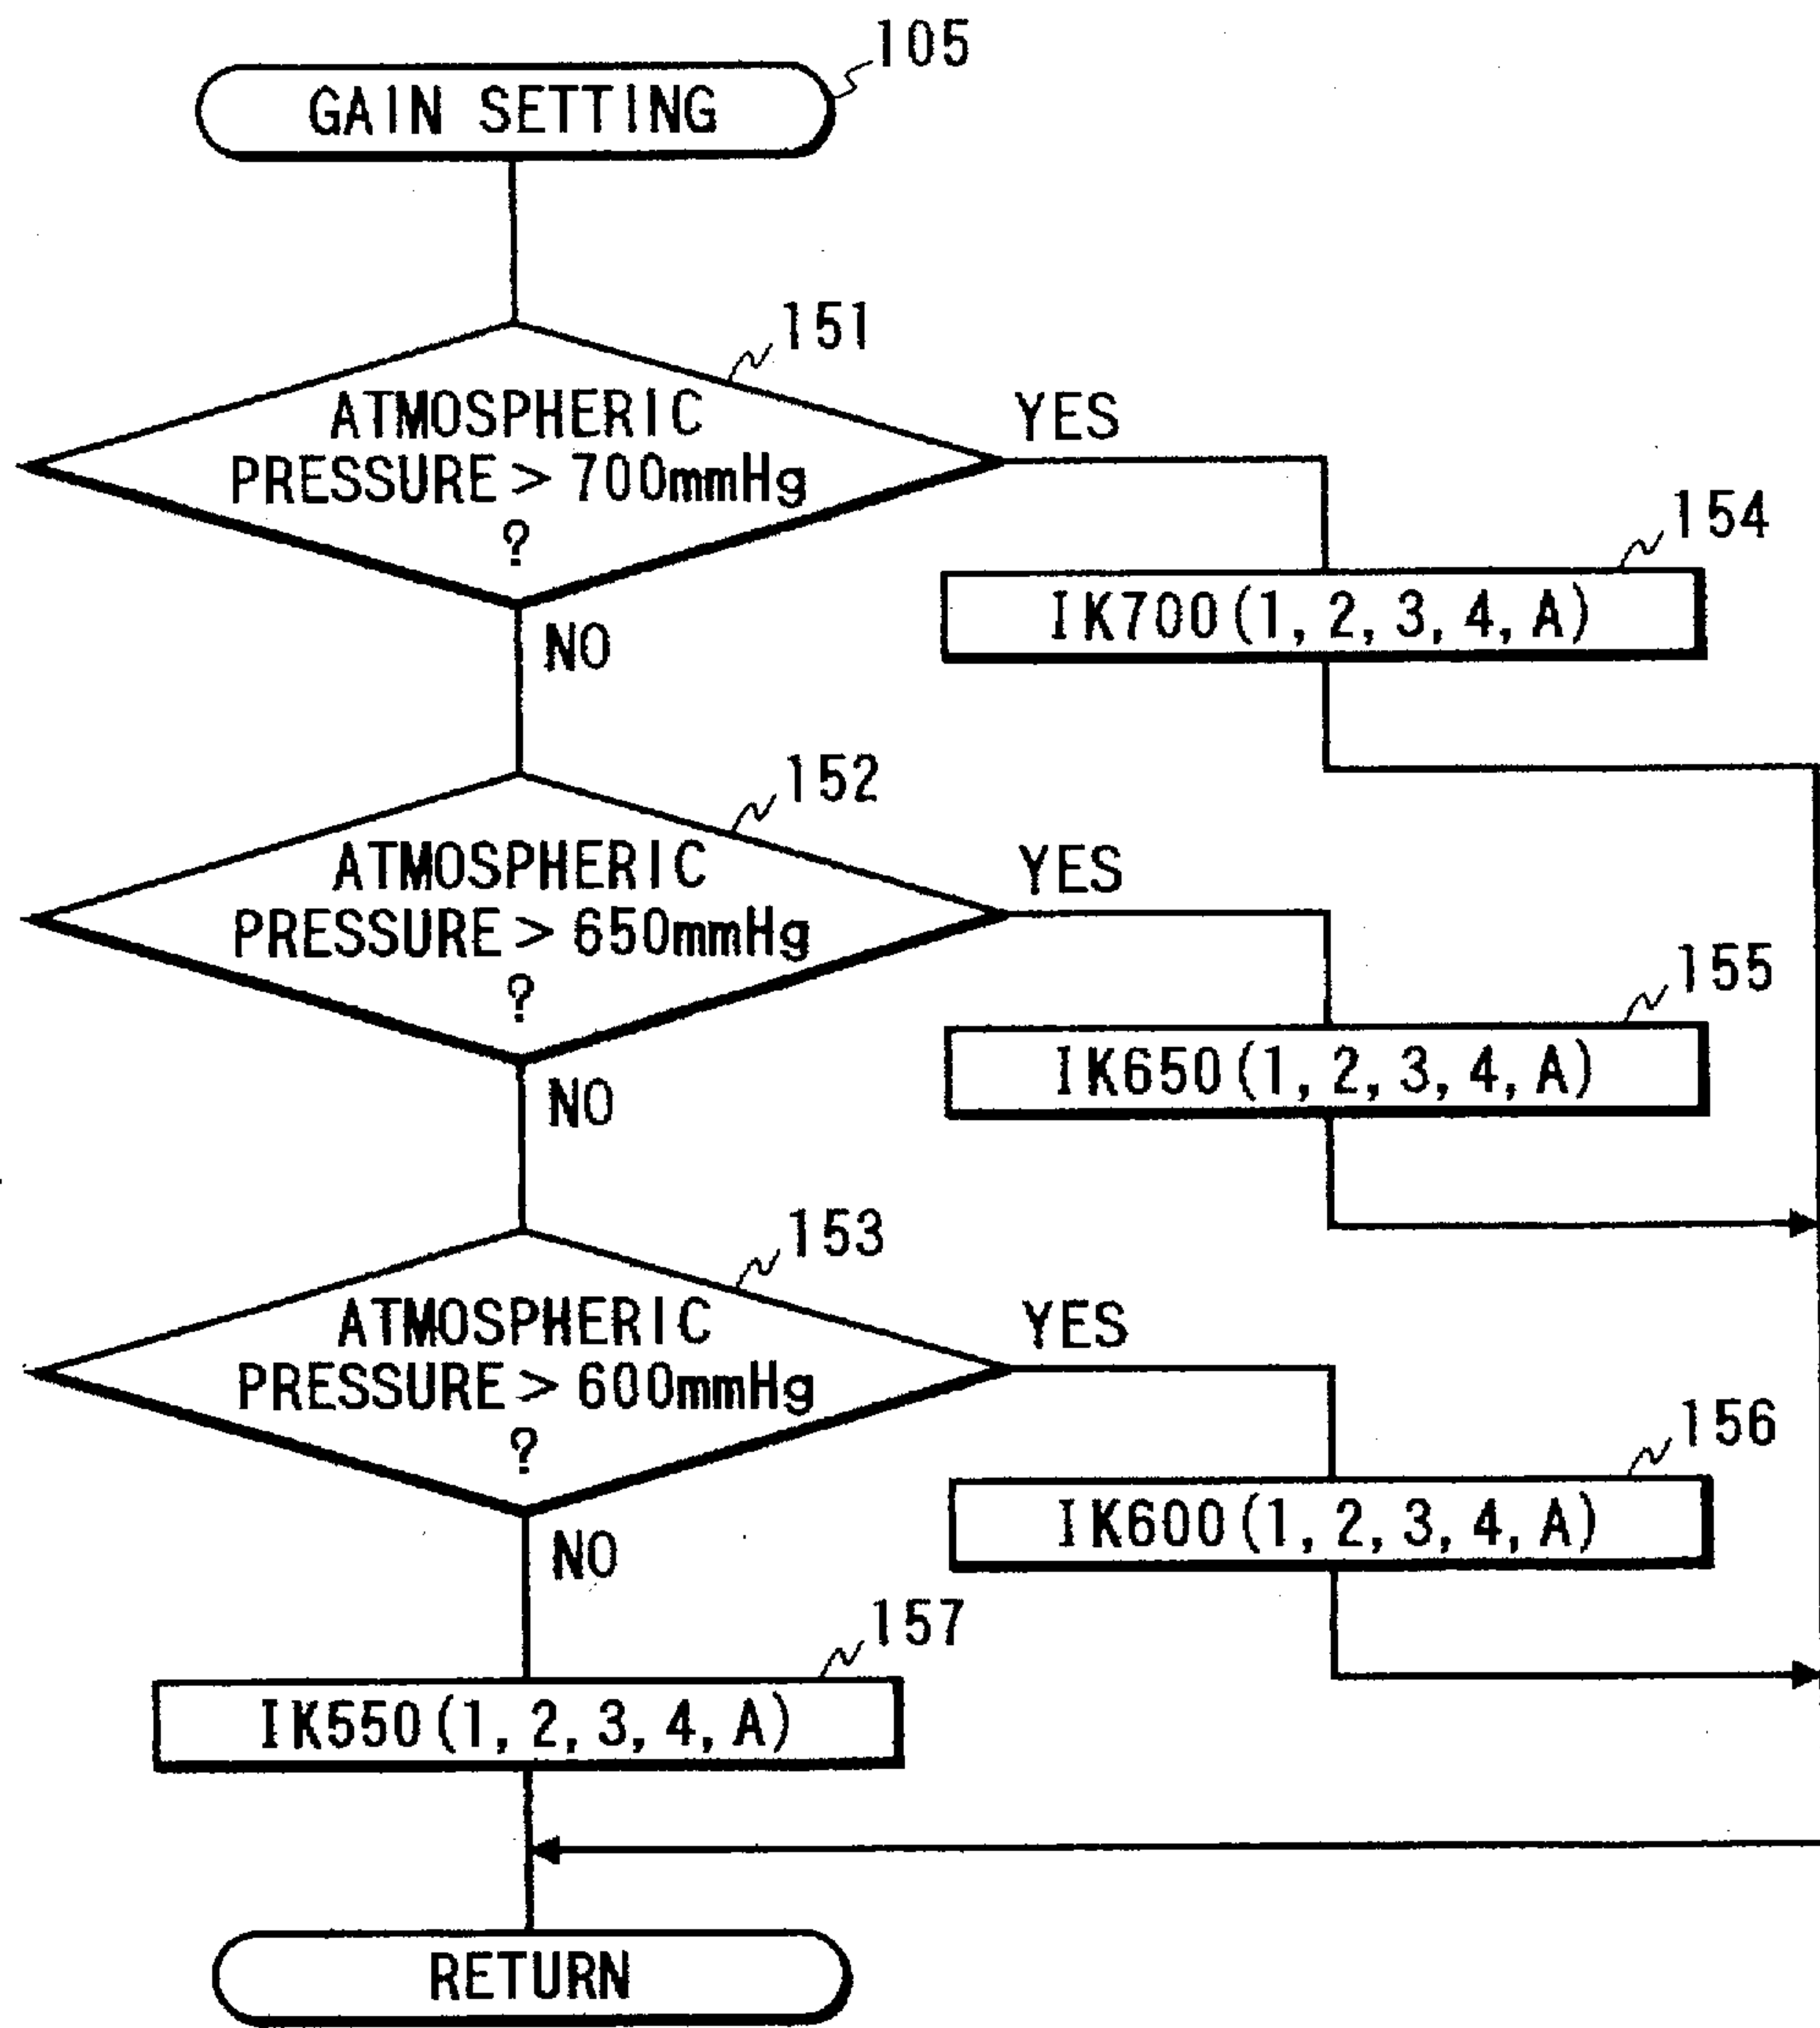 105
GAIN SETTING
151
ATMOSPHERIC
PRESSURE > 700mmHg
?
YES
NO
154
IK700(1, 2, 3, 4, A)
152
ATMOSPHERIC
PRESSURE > 650mmHg
?
YES
NO
155
IK650(1, 2, 3, 4, A)
153
ATMOSPHERIC
PRESSURE > 600mmHg
?
YES
NO
156
IK600(1, 2, 3, 4, A)
157
IK550(1, 2, 3, 4, A)
RETURN